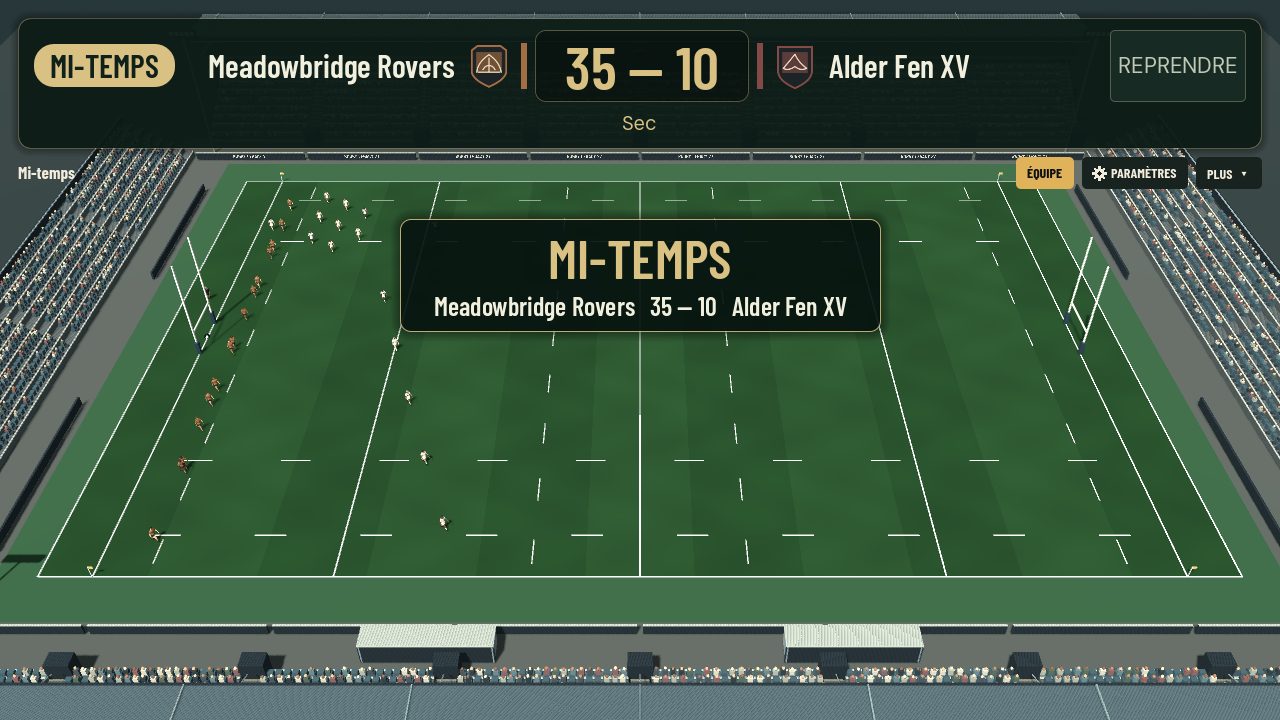 MI-TEMPS
Meadowbridge Rovers
35 — 10
Alder Fen XV
REPRENDRE
Sec
Mi-temps
ÉQUIPE
PARAMÈTRES
PLUS
MI-TEMPS
Meadowbridge Rovers 35 — 10 Alder Fen XV